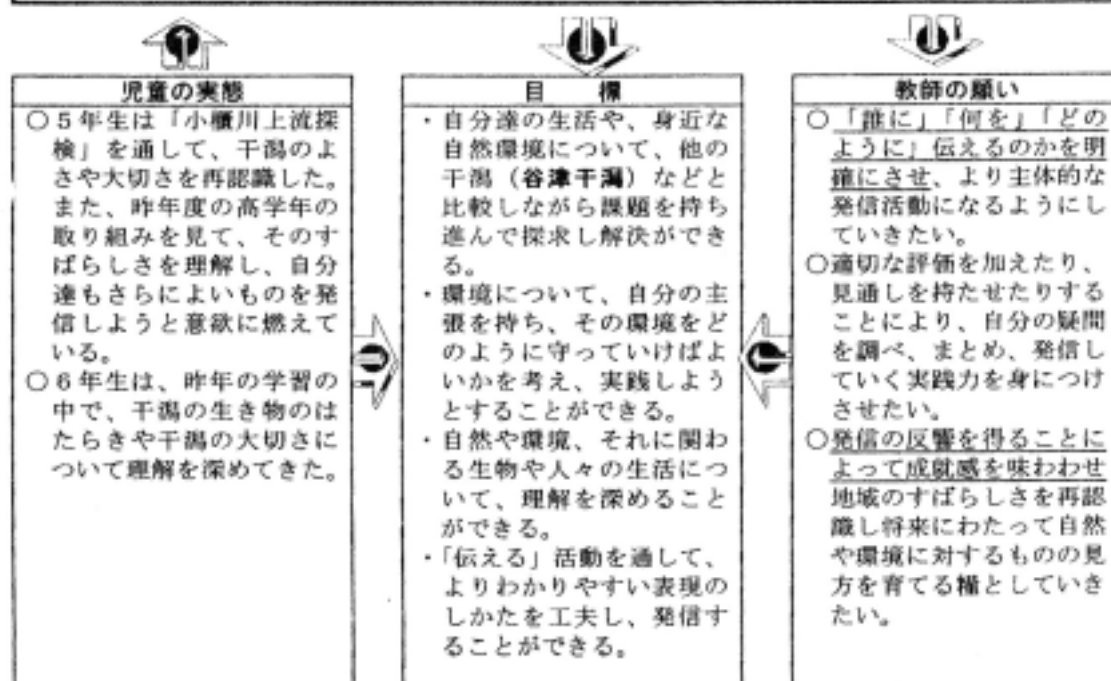 児童の実態
○５年生は「小櫃川上流探
検」を通して、干潟のよ
さや大切さを再認識した。
また、昨年度の高学年の
取り組みを見て、そのす
ばらしさを理解し、自分
達もさらによいものを発
信しようと意欲に燃えて
いる。
○６年生は、昨年の学習の
中で、干潟の生き物のは
たらきや干潟の大切さに
ついて理解を深めてきた。
目　標
・自分達の生活や、身近な
自然環境について、他の
干潟（谷津干潟）などと
比較しながら課題を持ち
進んで探求し解決ができ
る。
・環境について、自分の主
張を持ち、その環境をど
のように守っていけばよ
いかを考え、実践しよう
とすることができる。
・自然や環境、それに関わ
る生物や人々の生活につ
いて、理解を深めること
ができる。
・「伝える」活動を通して、
よりわかりやすい表現の
しかたを工夫し、発信す
ることができる。
教師の願い
○「誰に」「何を」「どの
ように」伝えるのかを明
確にさせ、より主体的な
発信活動になるようにし
ていきたい。
○適切な評価を加えたり、
見通しを持たせたりする
ことにより、自分の疑問
を調べ、まとめ、発信し
ていく実践力を身につけ
させたい。
○発信の反響を得ることに
よって成就感を味わわせ
地域のすばらしさを再認
識し将来にわたって自然
や環境に対するものの見
方を育てる糧としていき
たい。